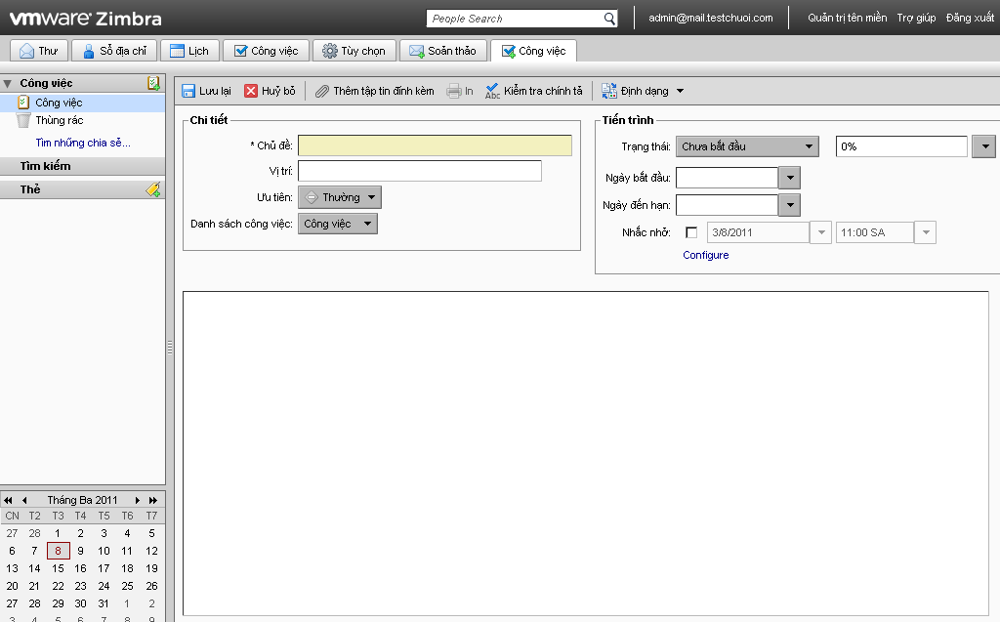 vmware® Zimbra
People Search
admin@mail.testchuoi.com
Quản trị tên miền Trợ giúp Đăng xuất
Thư Sổ địa chỉ Lịch Công việc Tùy chọn Soản thảo Công việc
Công việc
Công việc
Thùng rác
Tìm những chia sẻ...
Tìm kiếm
Thẻ
Lưu lại Huỷ bỏ Thêm tập tin đính kèm In Abc Kiểm tra chính tả Định dạng
Chi tiết
* Chủ đề:
Vị trí:
Ưu tiên: Thường
Danh sách công việc: Công việc
Tiến trình
Trạng thái: Chưa bắt đầu 0%
Ngày bắt đầu:
Ngày đến hạn:
Nhắc nhở: 3/8/2011 11:00 SA
Configure
Tháng Ba 2011
CN T2 T3 T4 T5 T6 T7
27 28 1 2 3 4 5
6 7 8 9 10 11 12
13 14 15 16 17 18 19
20 21 22 23 24 25 26
27 28 29 30 31 1 2
3 4 5 6 7 8 9